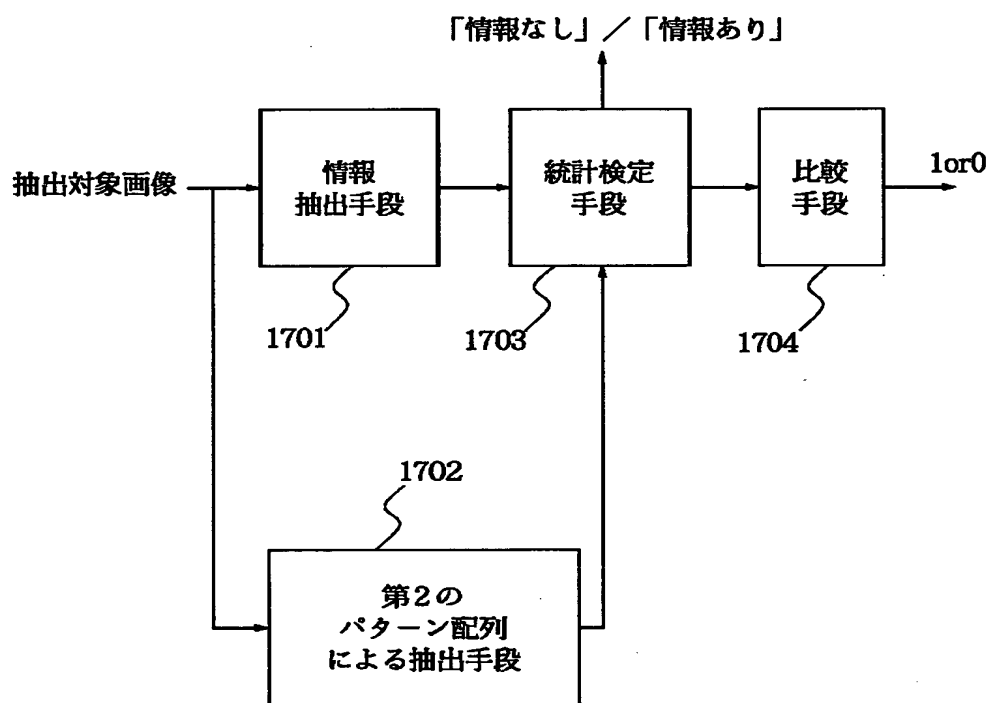 「情報なし」／「情報あり」
抽出対象画像
情報
抽出手段
統計検定
手段
比較
手段
1or0
1701
1703
1704
1702
第2の
パターン配列
による抽出手段